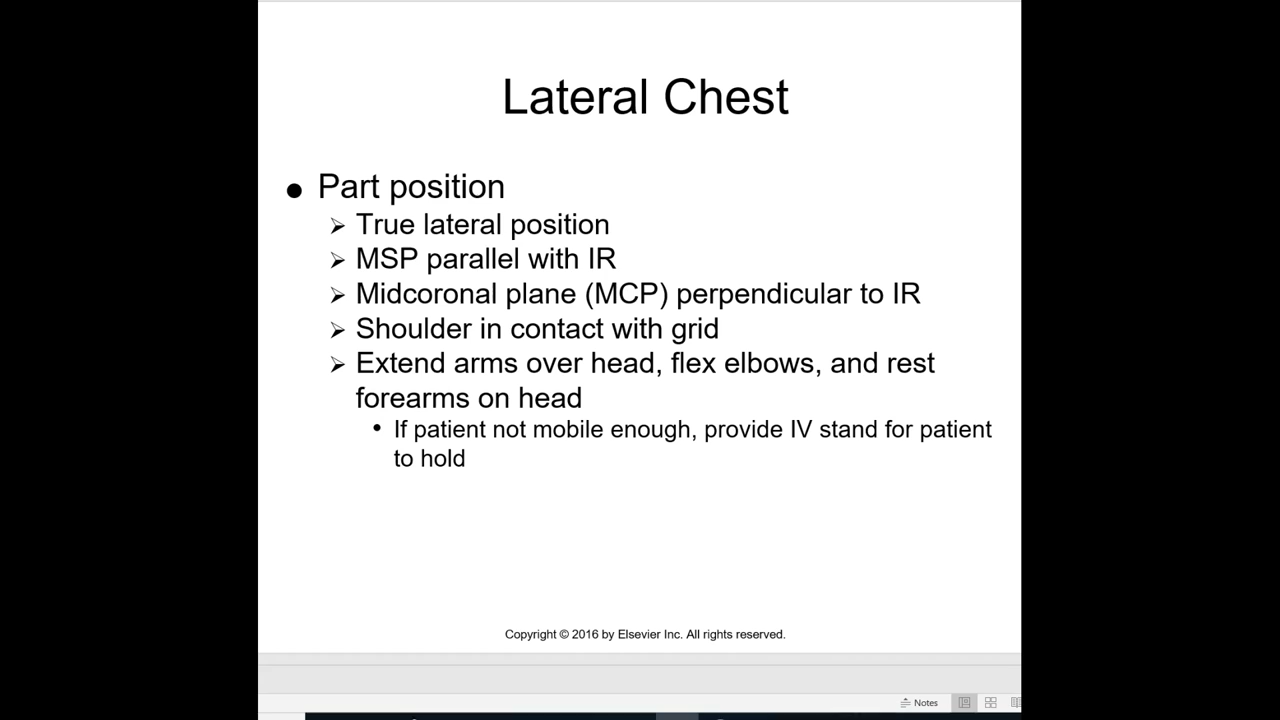 Lateral Chest
● Part position
➢ True lateral position
➢ MSP parallel with IR
➢ Midcoronal plane (MCP) perpendicular to IR
➢ Shoulder in contact with grid
➢ Extend arms over head, flex elbows, and rest
forearms on head
• If patient not mobile enough, provide IV stand for patient
to hold
Copyright © 2016 by Elsevier Inc. All rights reserved.
Notes